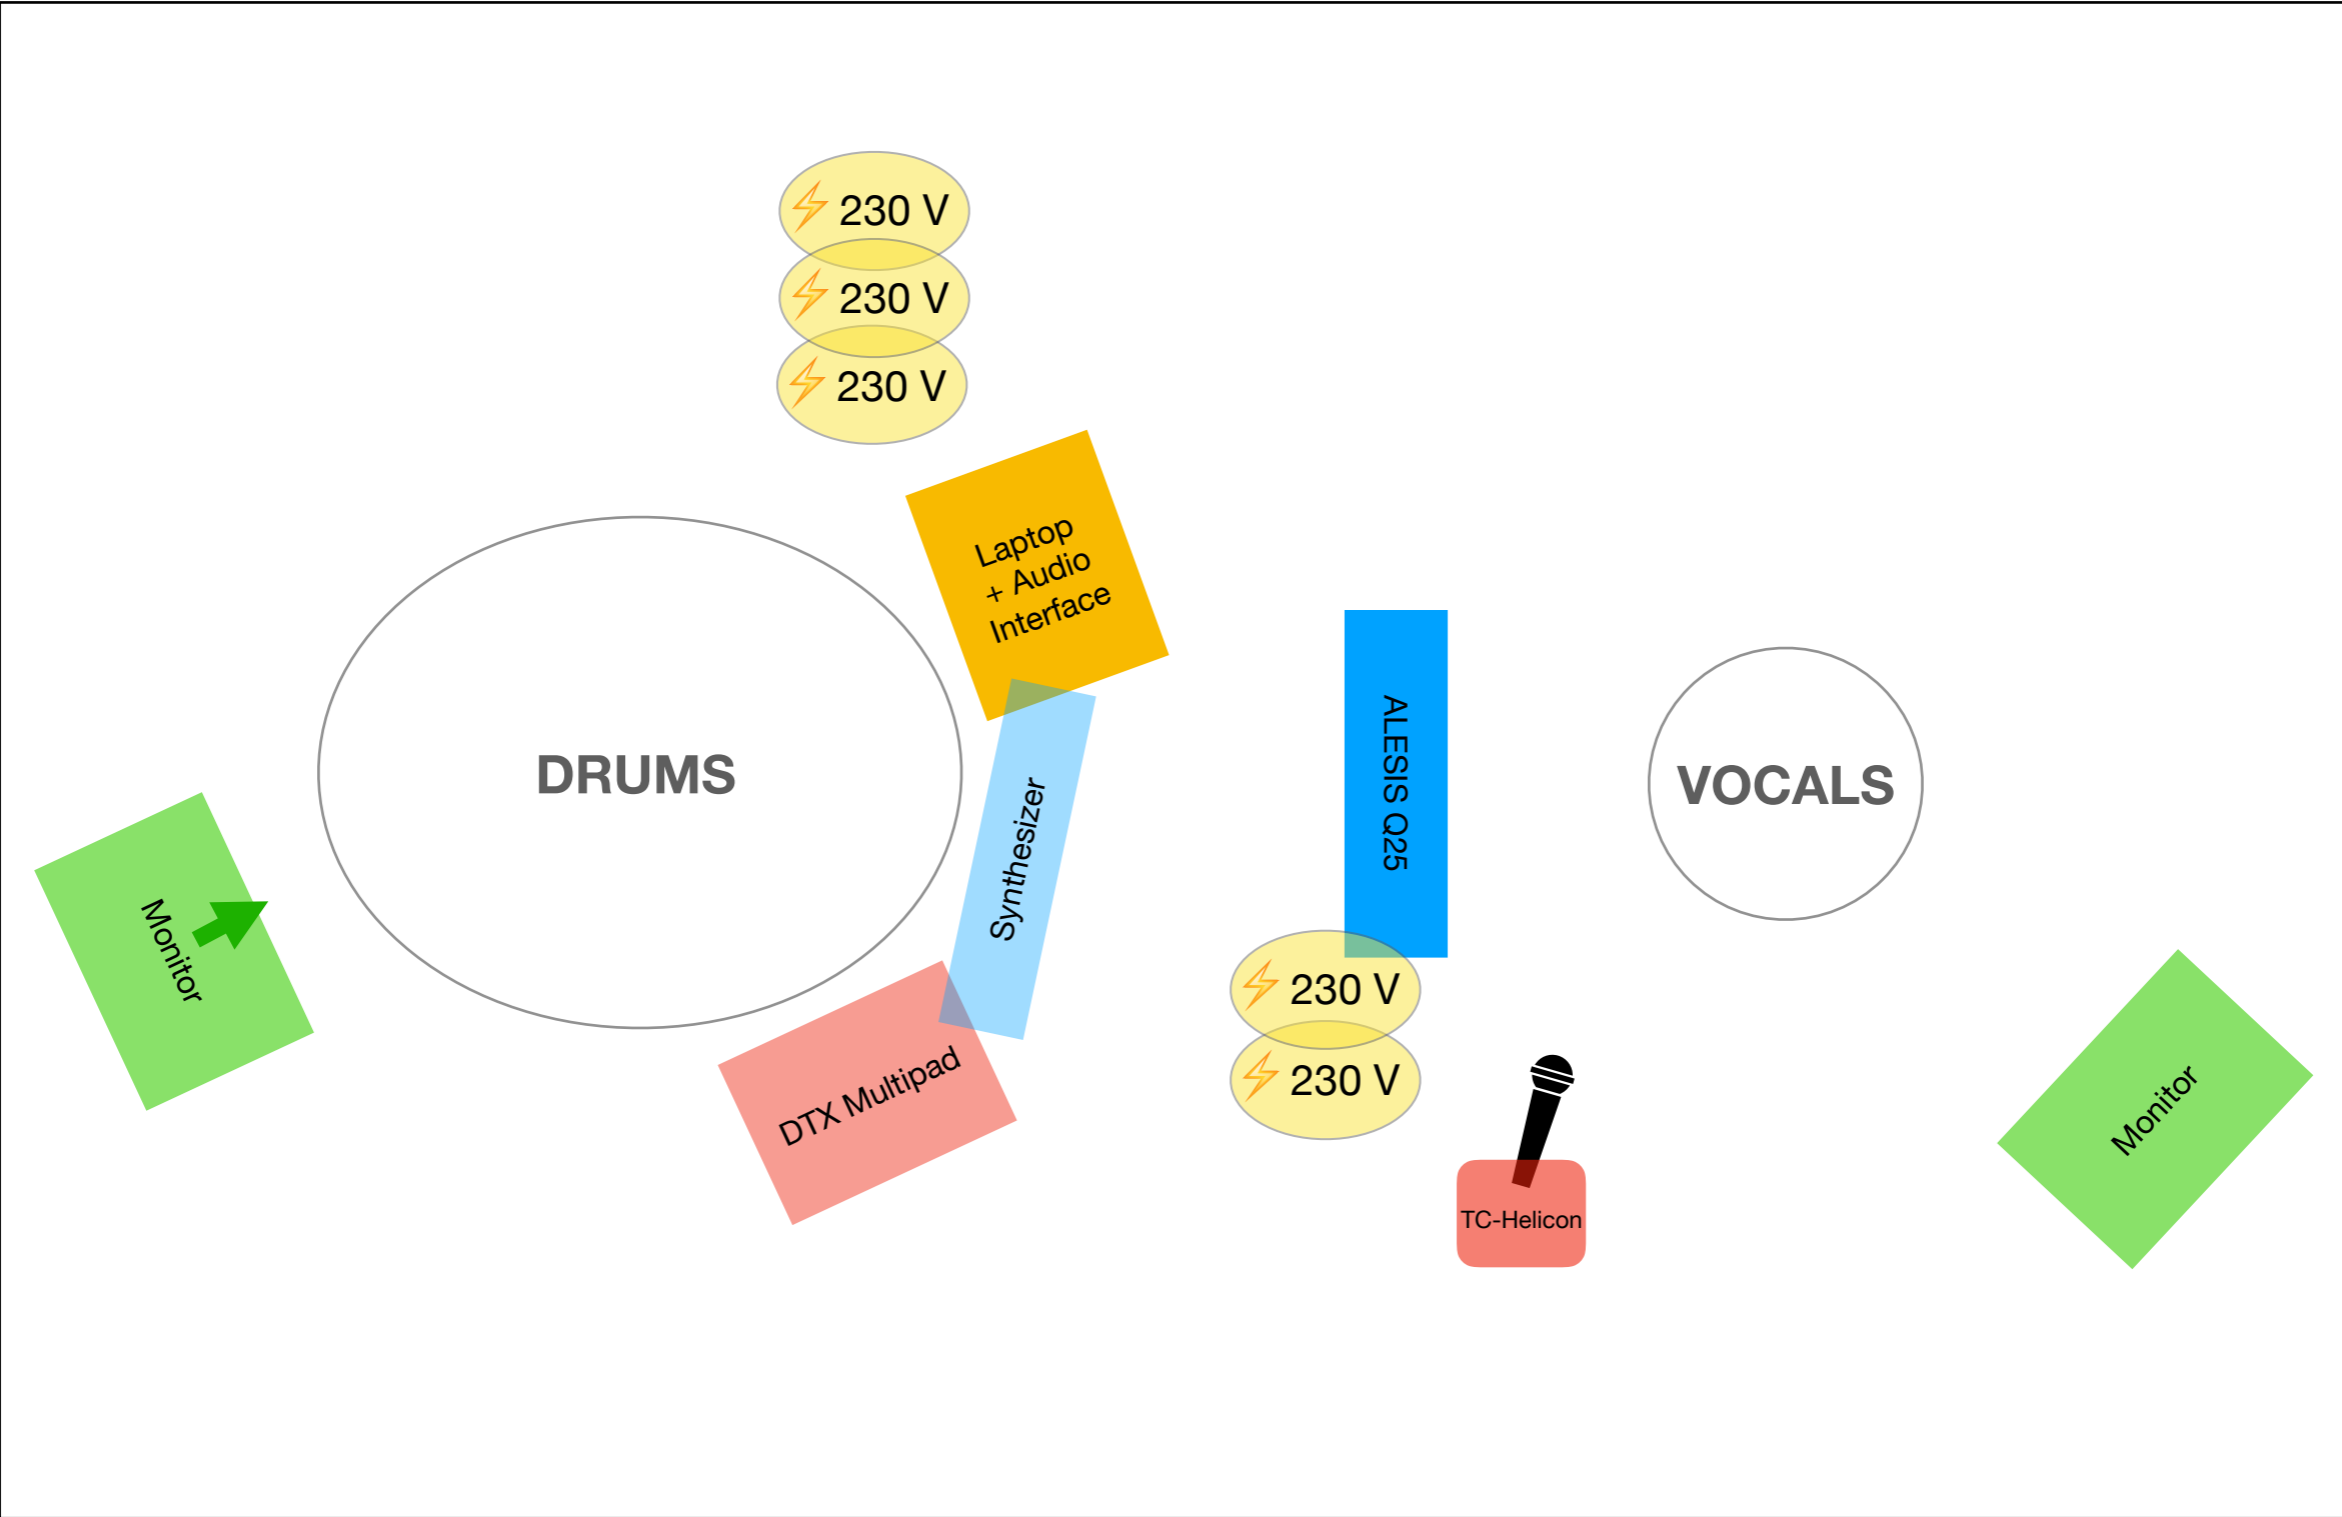 ⚡ 230 V
⚡ 230 V
⚡ 230 V
Laptop
+ Audio
Interface
DRUMS
Synthesizer
ALESIS Q25
VOCALS
Monitor
DTX Multipad
⚡ 230 V
⚡ 230 V
Monitor
TC-Helicon